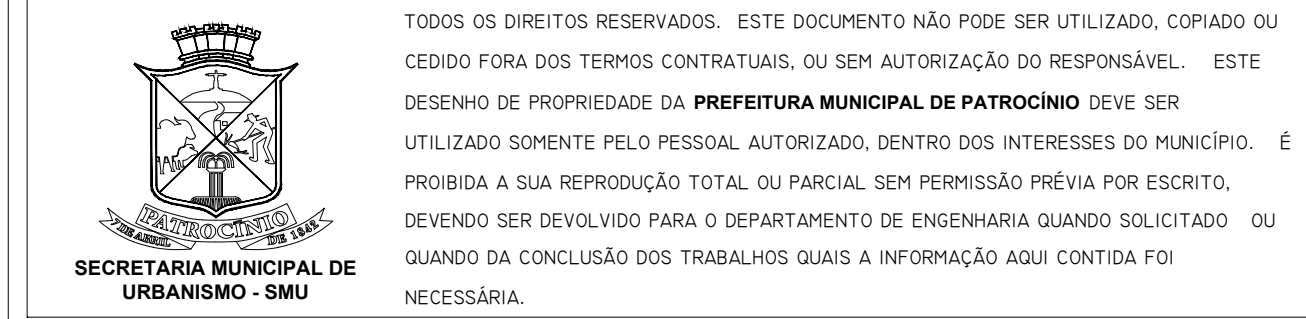 TODOS OS DIREITOS RESERVADOS. ESTE DOCUMENTO NÃO PODE SER UTILIZADO, COPIADO OU
CEDIDO FORA DOS TERMOS CONTRATUAIS, OU SEM AUTORIZAÇÃO DO RESPONSÁVEL. ESTE
DESENHO DE PROPRIEDADE DA PREFEITURA MUNICIPAL DE PATROCÍNIO DEVE SER
UTILIZADO SOMENTE PELO PESSOAL AUTORIZADO, DENTRO DOS INTERESSES DO MUNICÍPIO. É
PROIBIDA A SUA REPRODUÇÃO TOTAL OU PARCIAL SEM PERMISSÃO PRÉVIA POR ESCRITO,
DEVENDO SER DEVOLVIDO PARA O DEPARTAMENTO DE ENGENHARIA QUANDO SOLICITADO OU
QUANDO DA CONCLUSÃO DOS TRABALHOS QUAIS A INFORMAÇÃO AQUI CONTIDA FOI
NECESSÁRIA.
PATROCÍNIO
DE ABRIL DE 1842
SECRETARIA MUNICIPAL DE
URBANISMO - SMU